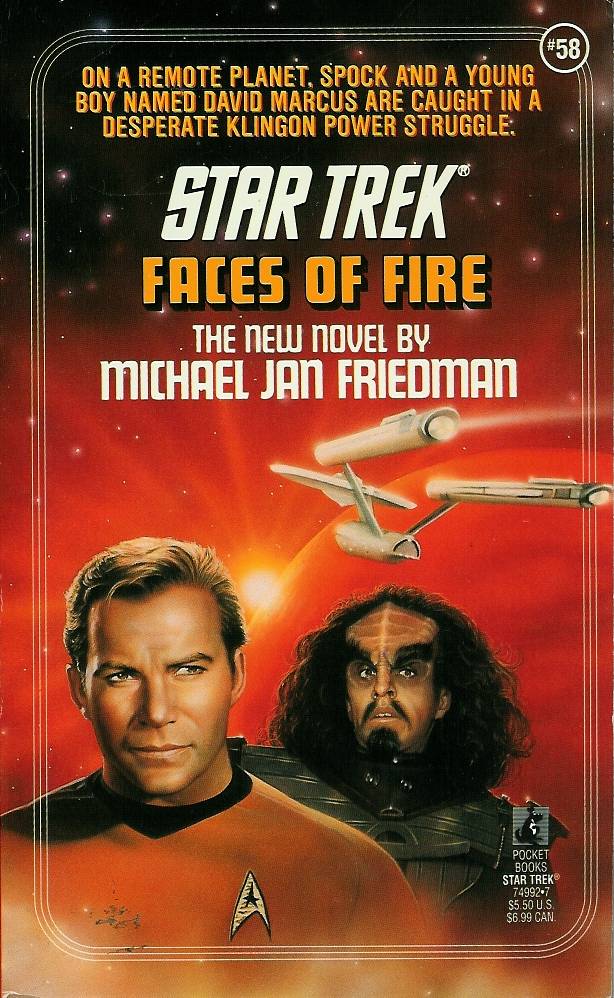 #58
ON A REMOTE PLANET, SPOCK AND A YOUNG
BOY NAMED DAVID MARCUS ARE CAUGHT IN A
DESPERATE KLINGON POWER STRUGGLE.
STAR TREK®
FACES OF FIRE
THE NEW NOVEL BY
MICHAEL JAN FRIEDMAN
POCKET
BOOKS
STAR TREK®
74992•7
$5.50 U.S.
$6.99 CAN.